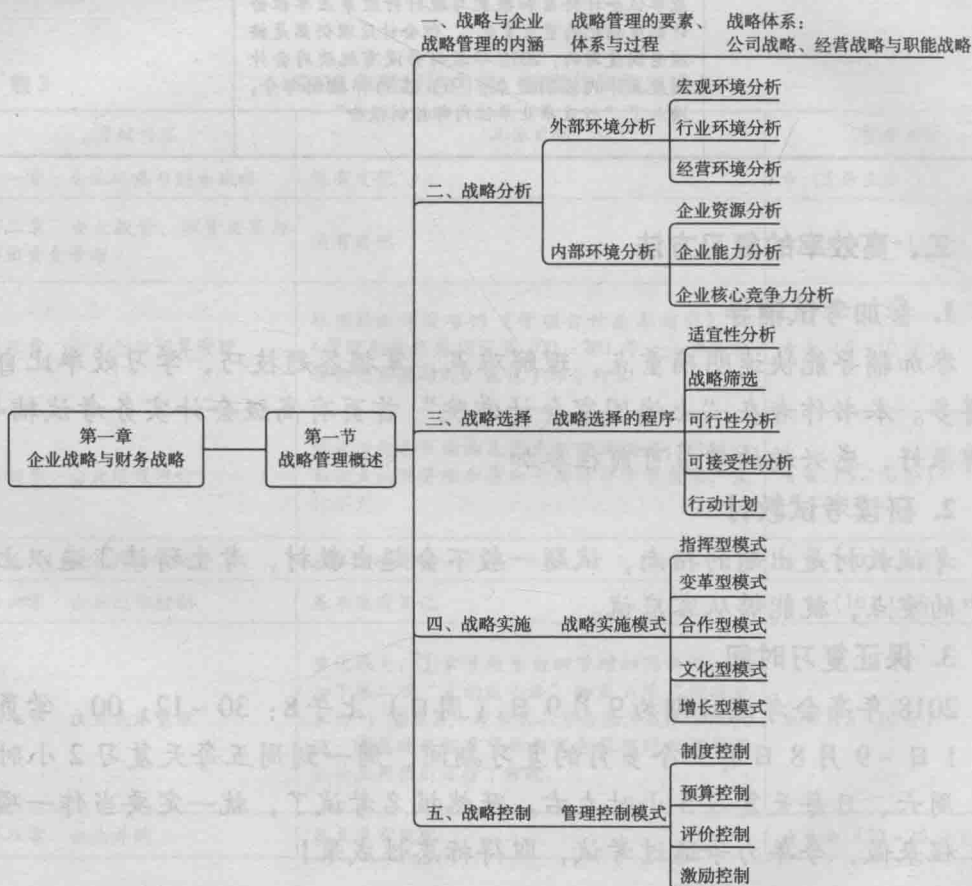 一、战略与企业 战略管理的要素、 战略体系：
战略管理的内涵 体系与过程 公司战略、经营战略与职能战略
宏观环境分析
外部环境分析 行业环境分析
经营环境分析
二、战略分析
企业资源分析
内部环境分析 企业能力分析
企业核心竞争力分析
适宜性分析
战略筛选
三、战略选择 战略选择的程序 可行性分析
可接受性分析
行动计划
第一章
企业战略与财务战略
第一节
战略管理概述
指挥型模式
变革型模式
四、战略实施 战略实施模式 合作型模式
文化型模式
增长型模式
制度控制
预算控制
五、战略控制 管理控制模式
评价控制
激励控制